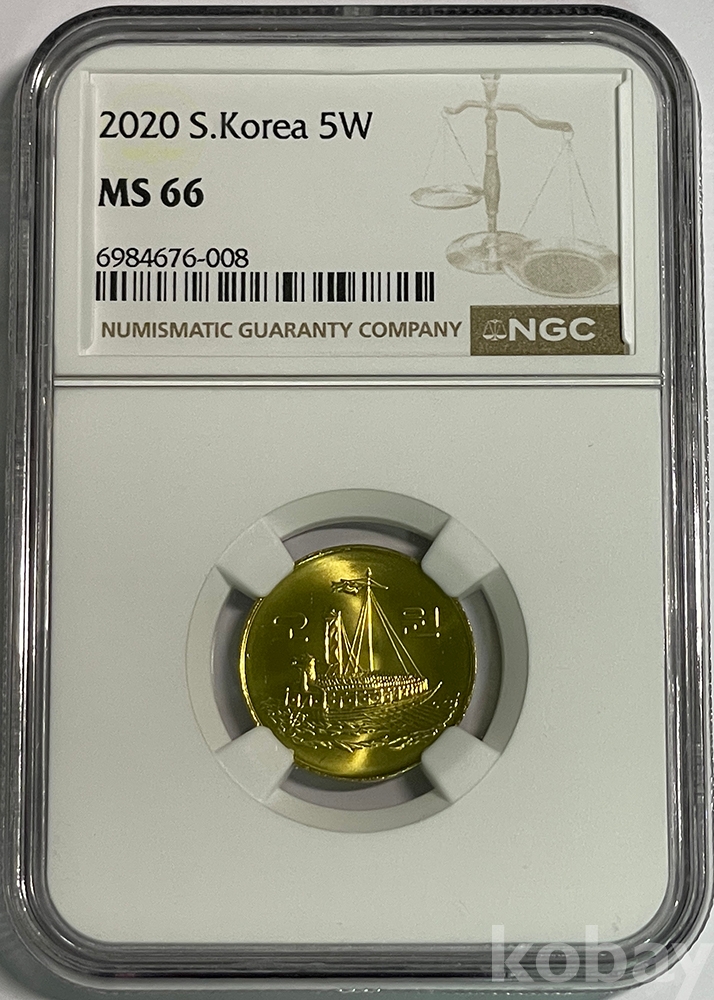 2020 S.Korea 5W
MS 66
6984676-008
NUMISMATIC GUARANTY COMPANY NGC
오 원
kobay